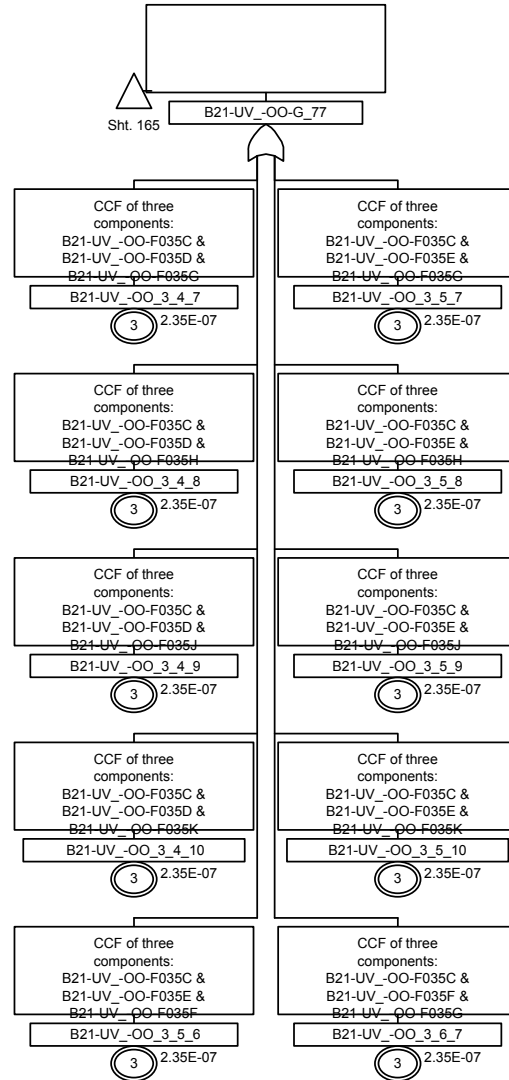 B21-UV_-OO-G_77
Sht. 165
CCF of three
components:
B21-UV_-OO-F035C &
B21-UV_-OO-F035D &
B21-UV_-OO-F035G
B21-UV_-OO_3_4_7
3
2.35E-07
CCF of three
components:
B21-UV_-OO-F035C &
B21-UV_-OO-F035E &
B21-UV_-OO-F035G
B21-UV_-OO_3_5_7
3
2.35E-07
CCF of three
components:
B21-UV_-OO-F035C &
B21-UV_-OO-F035D &
B21-UV_-OO-F035H
B21-UV_-OO_3_4_8
3
2.35E-07
CCF of three
components:
B21-UV_-OO-F035C &
B21-UV_-OO-F035E &
B21-UV_-OO-F035H
B21-UV_-OO_3_5_8
3
2.35E-07
CCF of three
components:
B21-UV_-OO-F035C &
B21-UV_-OO-F035D &
B21-UV_-OO-F035J
B21-UV_-OO_3_4_9
3
2.35E-07
CCF of three
components:
B21-UV_-OO-F035C &
B21-UV_-OO-F035E &
B21-UV_-OO-F035J
B21-UV_-OO_3_5_9
3
2.35E-07
CCF of three
components:
B21-UV_-OO-F035C &
B21-UV_-OO-F035D &
B21-UV_-OO-F035K
B21-UV_-OO_3_4_10
3
2.35E-07
CCF of three
components:
B21-UV_-OO-F035C &
B21-UV_-OO-F035E &
B21-UV_-OO-F035K
B21-UV_-OO_3_5_10
3
2.35E-07
CCF of three
components:
B21-UV_-OO-F035C &
B21-UV_-OO-F035E &
B21-UV_-OO-F035F
B21-UV_-OO_3_5_6
3
2.35E-07
CCF of three
components:
B21-UV_-OO-F035C &
B21-UV_-OO-F035F &
B21-UV_-OO-F035G
B21-UV_-OO_3_6_7
3
2.35E-07